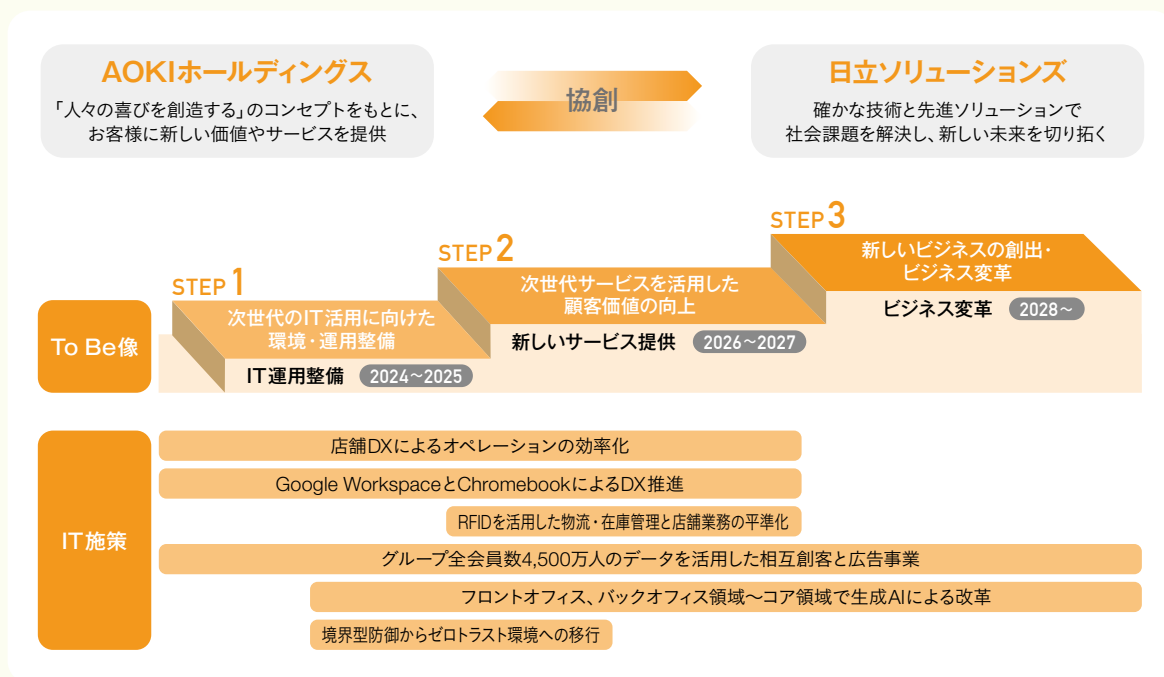 AOKIホールディングス
「人々の喜びを創造する」のコンセプトをもとに、
お客様に新しい価値やサービスを提供
協創
日立ソリューションズ
確かな技術と先進ソリューションで
社会課題を解決し、新しい未来を切り拓く
STEP 1
次世代のIT活用に向けた
環境・運用整備
IT運用整備 2024～2025
STEP 2
次世代サービスを活用した
顧客価値の向上
新しいサービス提供 2026～2027
STEP 3
新しいビジネスの創出・
ビジネス変革
ビジネス変革 2028～
To Be像
IT施策
店舗DXによるオペレーションの効率化
Google WorkspaceとChromebookによるDX推進
RFIDを活用した物流・在庫管理と店舗業務の平準化
グループ全会員数4,500万人のデータを活用した相互創客と広告事業
フロントオフィス、バックオフィス領域～コア領域で生成AIによる改革
境界型防御からゼロトラスト環境への移行